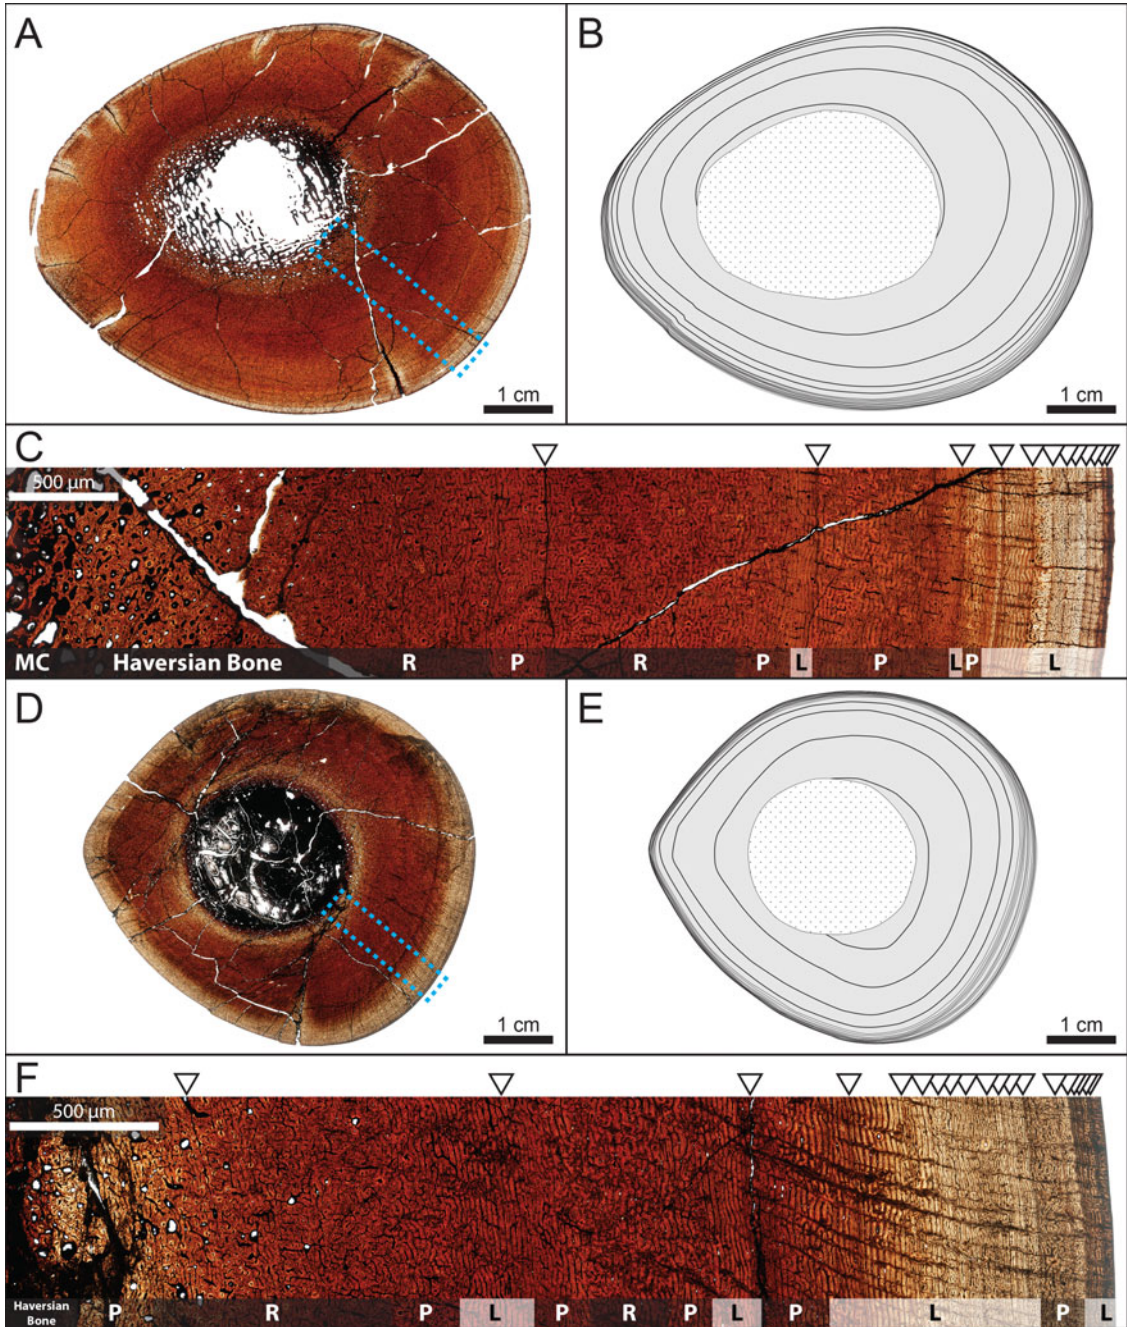 A
B
1 cm
1 cm
C
500 µm
MC Haversian Bone R P R P L P L P L
D
E
1 cm
1 cm
F
500 µm
Haversian
Bone
P R P L P R P L P L P L